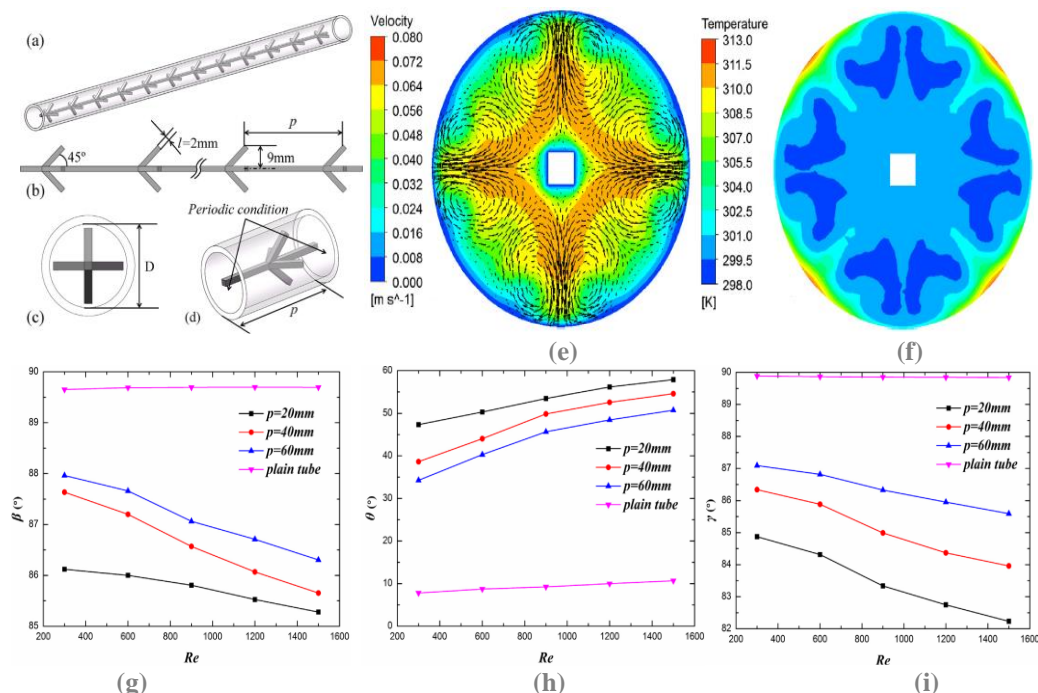 (a)
p
l=2mm
45º
9mm
(b)
Periodic condition
D
(c)
(d)
p
Velocity
0.080
0.072
0.064
0.056
0.048
0.040
0.032
0.024
0.016
0.008
0.000
[m s^-1]
(e)
Temperature
313.0
311.5
310.0
308.5
307.0
305.5
304.0
302.5
301.0
299.5
298.0
[K]
(f)
90
89
88
87
86
85
β (°)
p=20mm
p=40mm
p=60mm
plain tube
200 400 600 800 1000 1200 1400 1600
Re
(g)
60
50
40
30
20
10
0
θ (°)
p=20mm
p=40mm
p=60mm
plain tube
200 400 600 800 1000 1200 1400 1600
Re
(h)
90
89
88
87
86
85
84
83
82
γ (°)
p=20mm
p=40mm
p=60mm
plain tube
200 400 600 800 1000 1200 1400 1600
Re
(i)